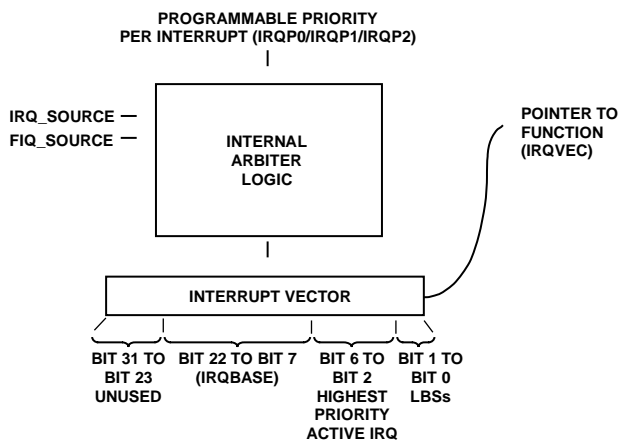 PROGRAMMABLE PRIORITY
PER INTERRUPT (IRQP0/IRQP1/IRQP2)
IRQ_SOURCE
FIQ_SOURCE
INTERNAL
ARBITER
LOGIC
POINTER TO
FUNCTION
(IRQVEC)
INTERRUPT VECTOR
BIT 31 TO
BIT 23
UNUSED
BIT 22 TO BIT 7
(IRQBASE)
BIT 6 TO
BIT 2
HIGHEST
PRIORITY
ACTIVE IRQ
BIT 1 TO
BIT 0
LBSs